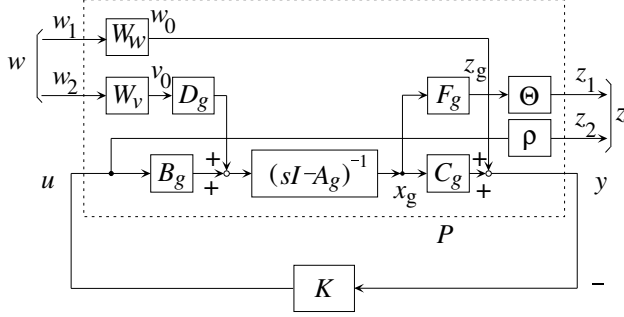 w₁ W_w w₀
w
w₂ W_v v₀ D_g z_g F_g Θ z₁
z
ρ z₂
u B_g + + (sI−A_g)⁻¹ x_g C_g + + y
P
K −